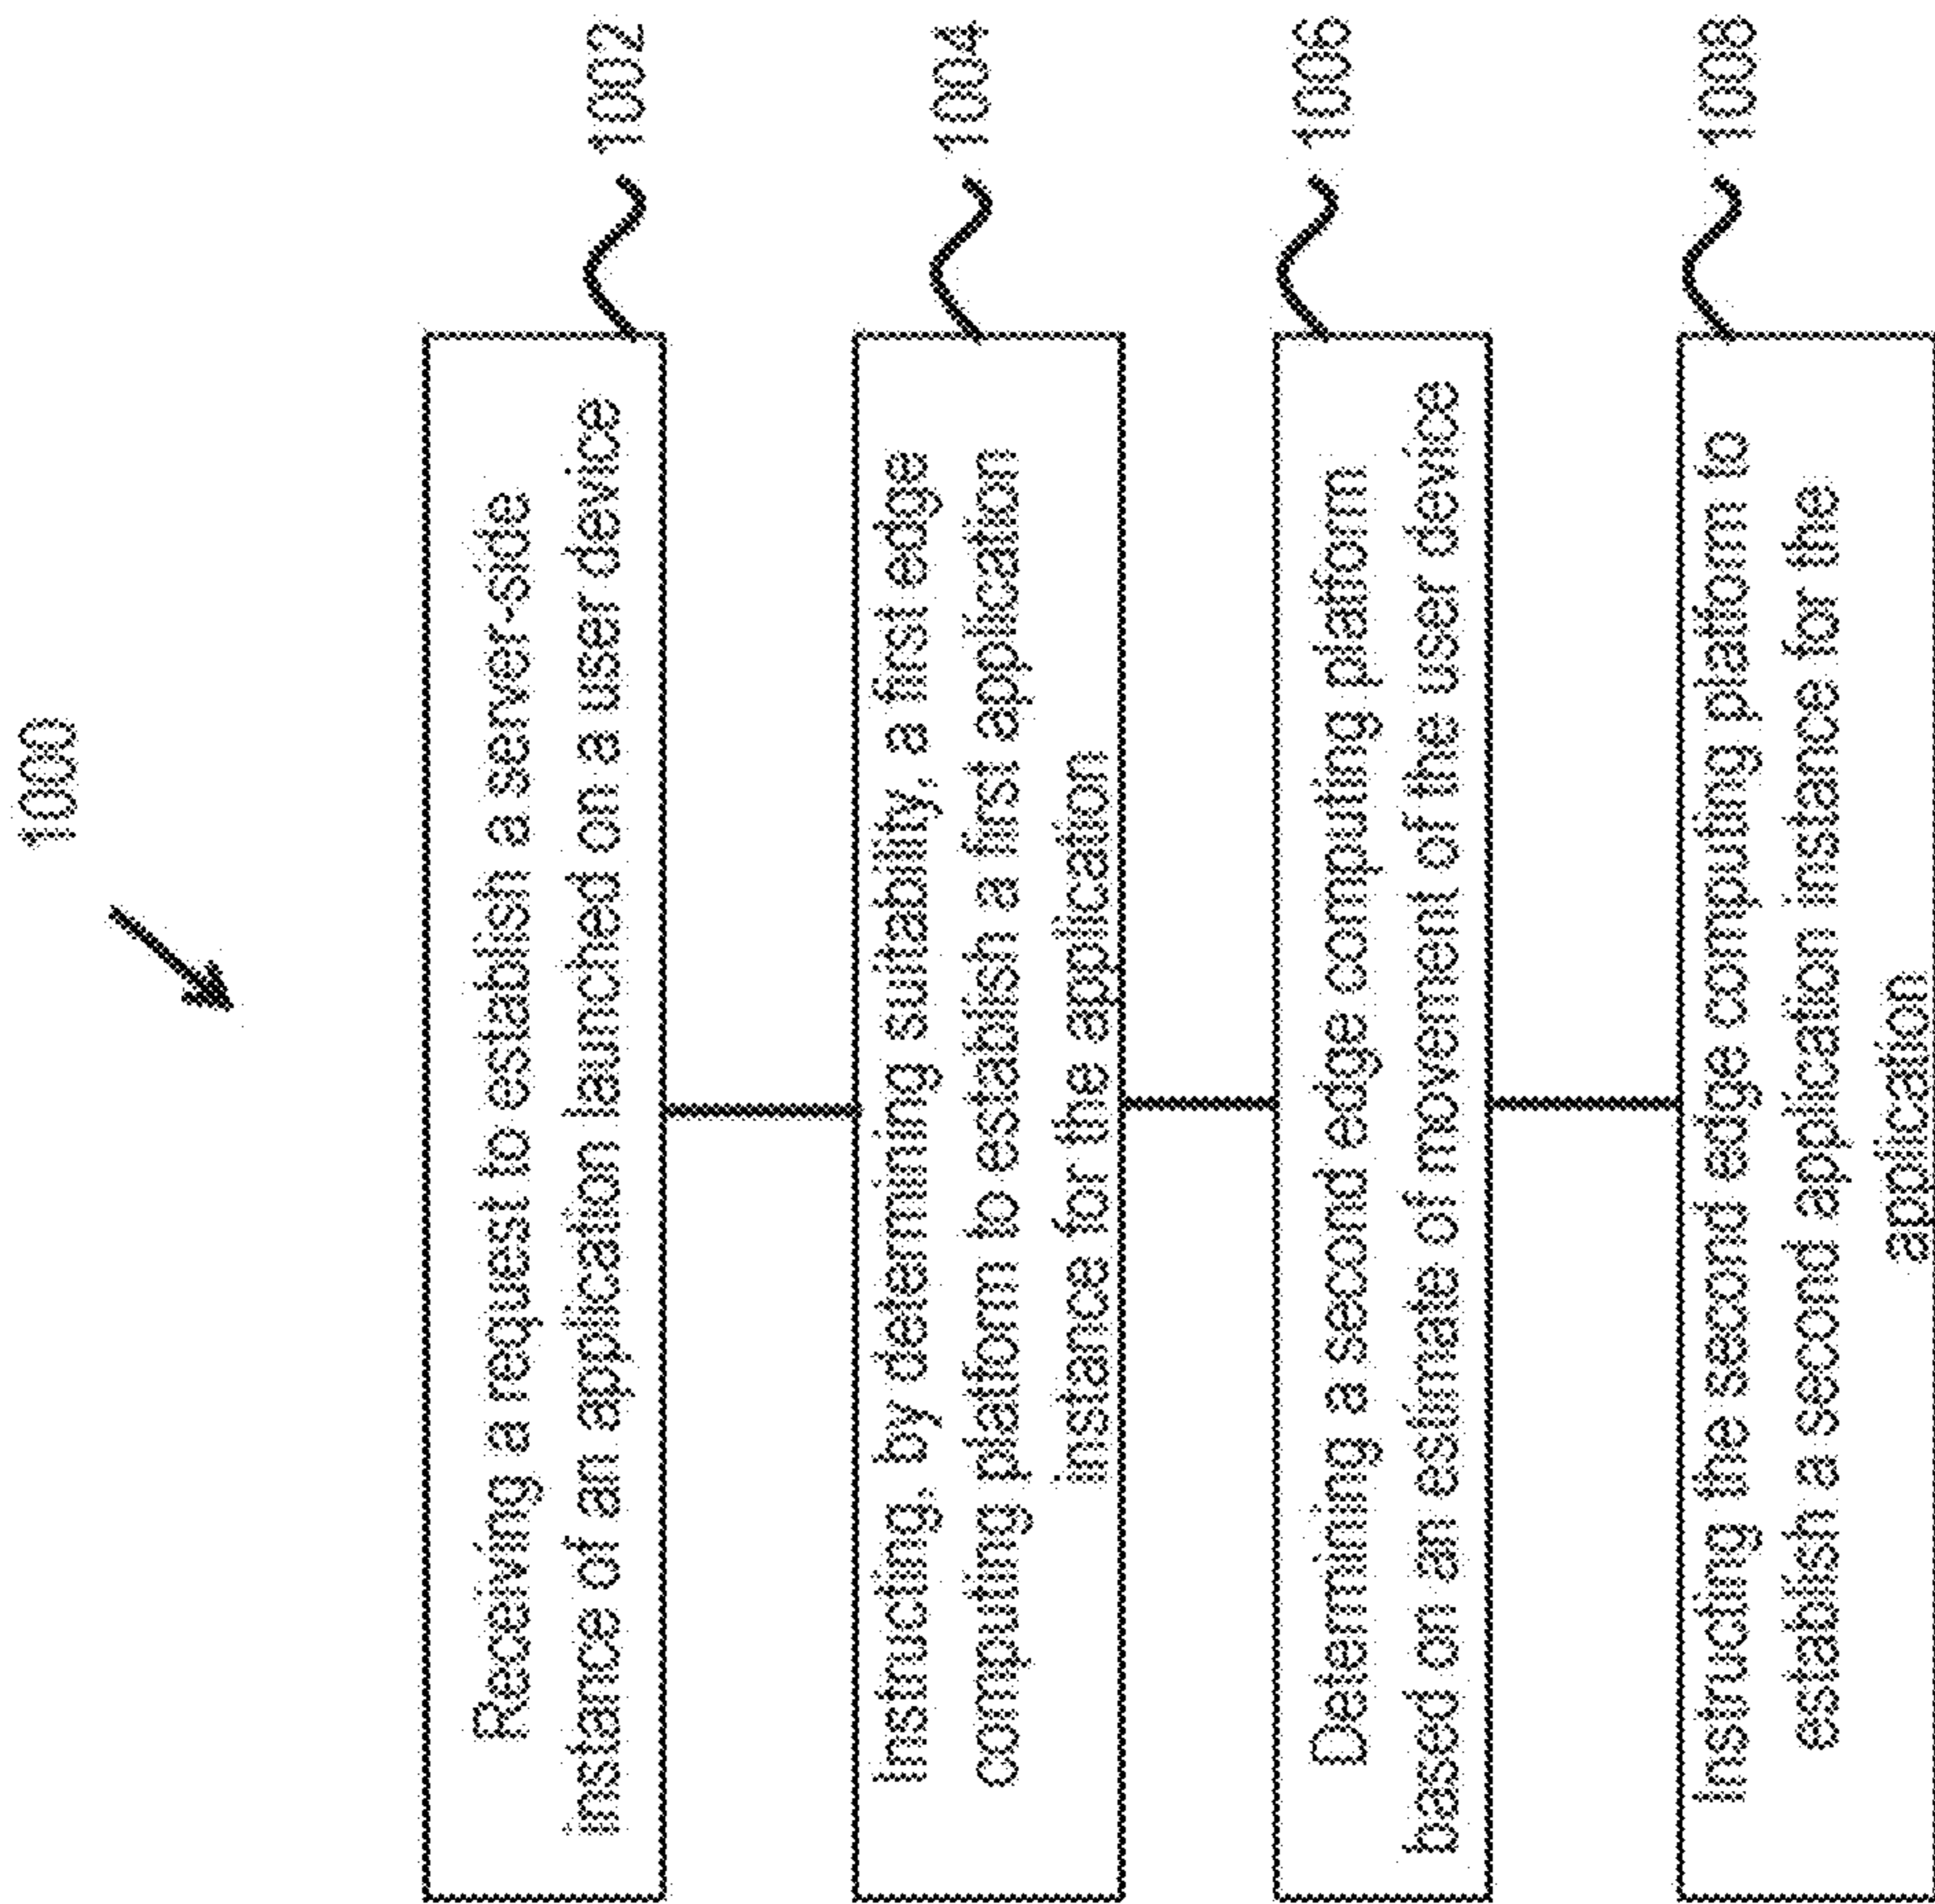 1000
Receiving a request to establish a server-side
instance of an application launched on a user device
1002
Instructing, by determining suitability, a first edge
computing platform to establish a first application
instance for the application
1004
Determining a second edge computing platform
based on an estimate of movement of the user device
1006
Instructing the second edge computing platform to
establish a second application instance for the
application
1008